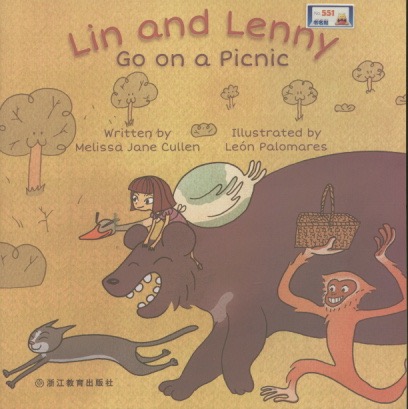 Lin and Lenny
Go on a Picnic
551
Written by
Melissa Jane Cullen
Illustrated by
León Palomares
浙江教育出版社